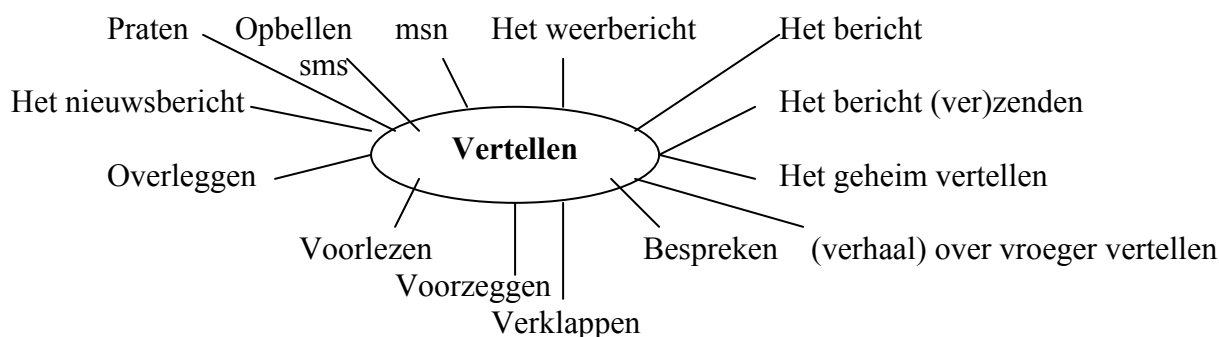 Praten Opbellen msn Het weerbericht Het bericht
sms
Het nieuwsbericht Het bericht (ver)zenden
Vertellen
Overleggen Het geheim vertellen
Voorlezen Bespreken (verhaal) over vroeger vertellen
Voorzeggen
Verklappen